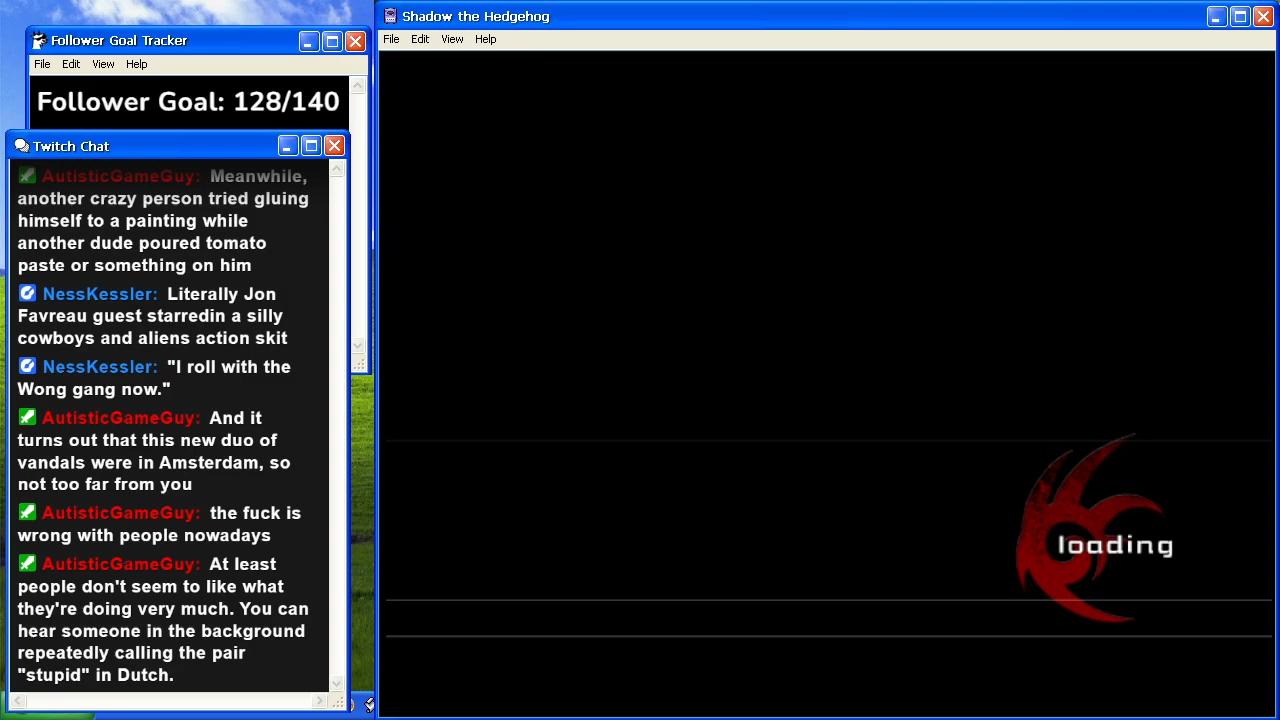 Follower Goal Tracker
File Edit View Help
Follower Goal: 128/140
Twitch Chat
AutisticGameGuy: Meanwhile,
another crazy person tried gluing
himself to a painting while
another dude poured tomato
paste or something on him
NessKessler: Literally Jon
Favreau guest starredin a silly
cowboys and aliens action skit
NessKessler: "I roll with the
Wong gang now."
AutisticGameGuy: And it
turns out that this new duo of
vandals were in Amsterdam, so
not too far from you
AutisticGameGuy: the fuck is
wrong with people nowadays
AutisticGameGuy: At least
people don't seem to like what
they're doing very much. You can
hear someone in the background
repeatedly calling the pair
"stupid" in Dutch.
Shadow the Hedgehog
File Edit View Help
loading